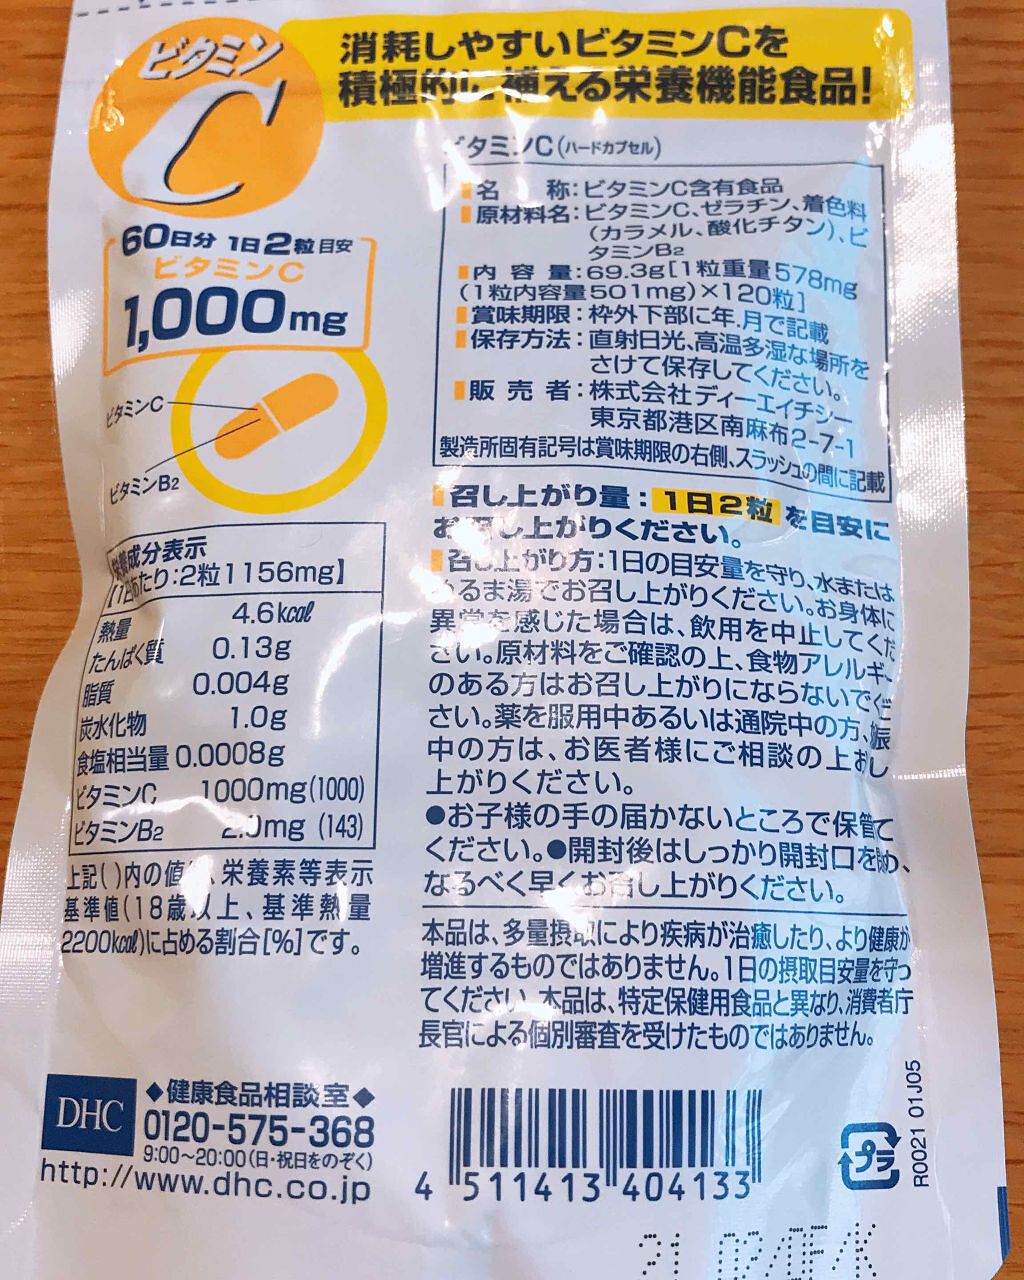 ビタミン
C
消耗しやすいビタミンCを
積極的に補える栄養機能食品!
ビタミンC(ハードカプセル)
60日分 1日2粒目安
ビタミンC
1,000mg
ビタミンC
ビタミンB2
名 称:ビタミンC含有食品
原材料名:ビタミンC、ゼラチン、着色料
(カラメル、酸化チタン)、ビ
タミンB2
内 容 量:69.3g[1粒重量578mg
(1粒内容量501mg)×120粒]
賞味期限:枠外下部に年.月で記載
保存方法:直射日光、高温多湿な場所を
さけて保存してください。
販 売 者:株式会社ディーエイチシー
東京都港区南麻布2-7-1
製造所固有記号は賞味期限の右側、スラッシュの間に記載
栄養成分表示
【1日あたり:2粒1156mg】
熱量 4.6kcal
たんぱく質 0.13g
脂質 0.004g
炭水化物 1.0g
食塩相当量 0.0008g
ビタミンC 1000mg(1000)
ビタミンB2 2.0mg (143)
上記( )内の値は、栄養素等表示
基準値(18歳以上、基準熱量
2200kcal)に占める割合[%]です。
召し上がり量:1日2粒を目安に
お召し上がりください。
召し上がり方:1日の目安量を守り、水または
ぬるま湯でお召し上がりください。お身体に
異常を感じた場合は、飲用を中止してくだ
さい。原材料をご確認の上、食物アレルギー
のある方はお召し上がりにならないでくだ
さい。薬を服用中あるいは通院中の方、妊娠
中の方は、お医者様にご相談の上お召し
上がりください。
●お子様の手の届かないところで保管して
ください。●開封後はしっかり開封口を閉め、
なるべく早くお召し上がりください。
本品は、多量摂取により疾病が治癒したり、より健康が
増進するものではありません。1日の摂取目安量を守っ
てください。本品は、特定保健用食品と異なり、消費者庁
長官による個別審査を受けたものではありません。
DHC
◆健康食品相談室◆
0120-575-368
9:00~20:00(日・祝日をのぞく)
http://www.dhc.co.jp
4 511413 404133
プラ
R0021 01J05